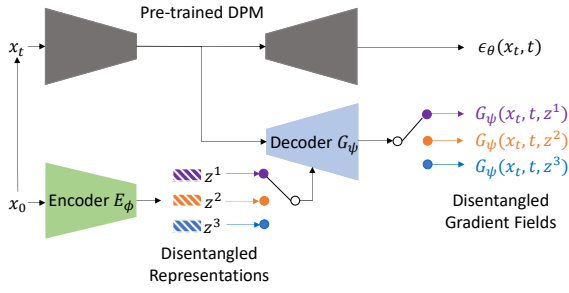 Pre-trained DPM
x_t
ϵ_θ(x_t, t)
Decoder G_ψ
G_ψ(x_t, t, z^1)
G_ψ(x_t, t, z^2)
G_ψ(x_t, t, z^3)
x_0
Encoder E_ϕ
z^1
z^2
z^3
Disentangled
Representations
Disentangled
Gradient Fields